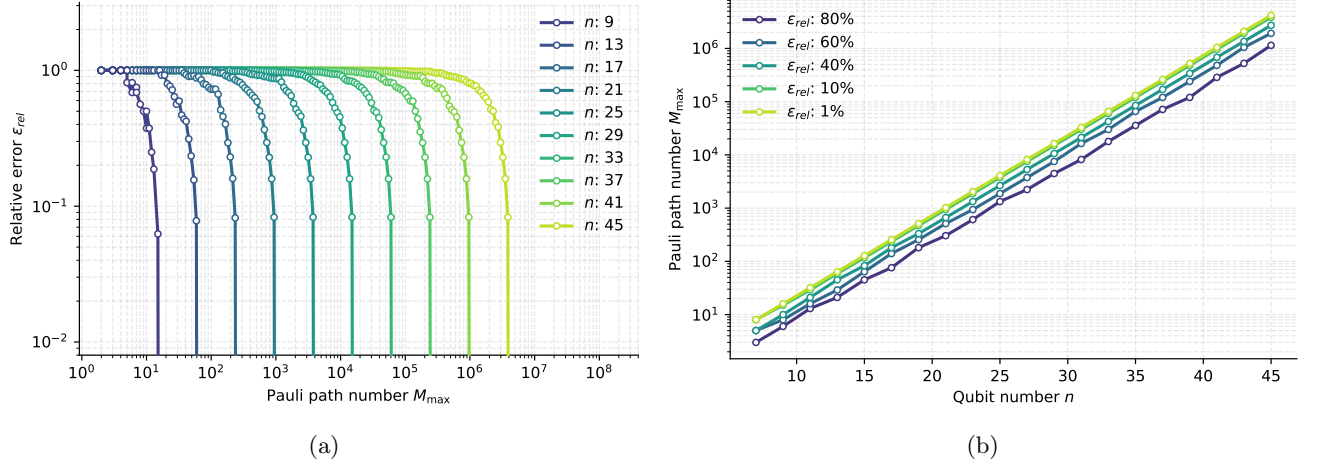 Relative error ε_rel
10^0
10^-1
10^-2
n: 9
n: 13
n: 17
n: 21
n: 25
n: 29
n: 33
n: 37
n: 41
n: 45
10^0 10^1 10^2 10^3 10^4 10^5 10^6 10^7 10^8
Pauli path number M_max
(a)
Pauli path number M_max
10^6
10^5
10^4
10^3
10^2
10^1
ε_rel: 80%
ε_rel: 60%
ε_rel: 40%
ε_rel: 10%
ε_rel: 1%
10 15 20 25 30 35 40 45
Qubit number n
(b)